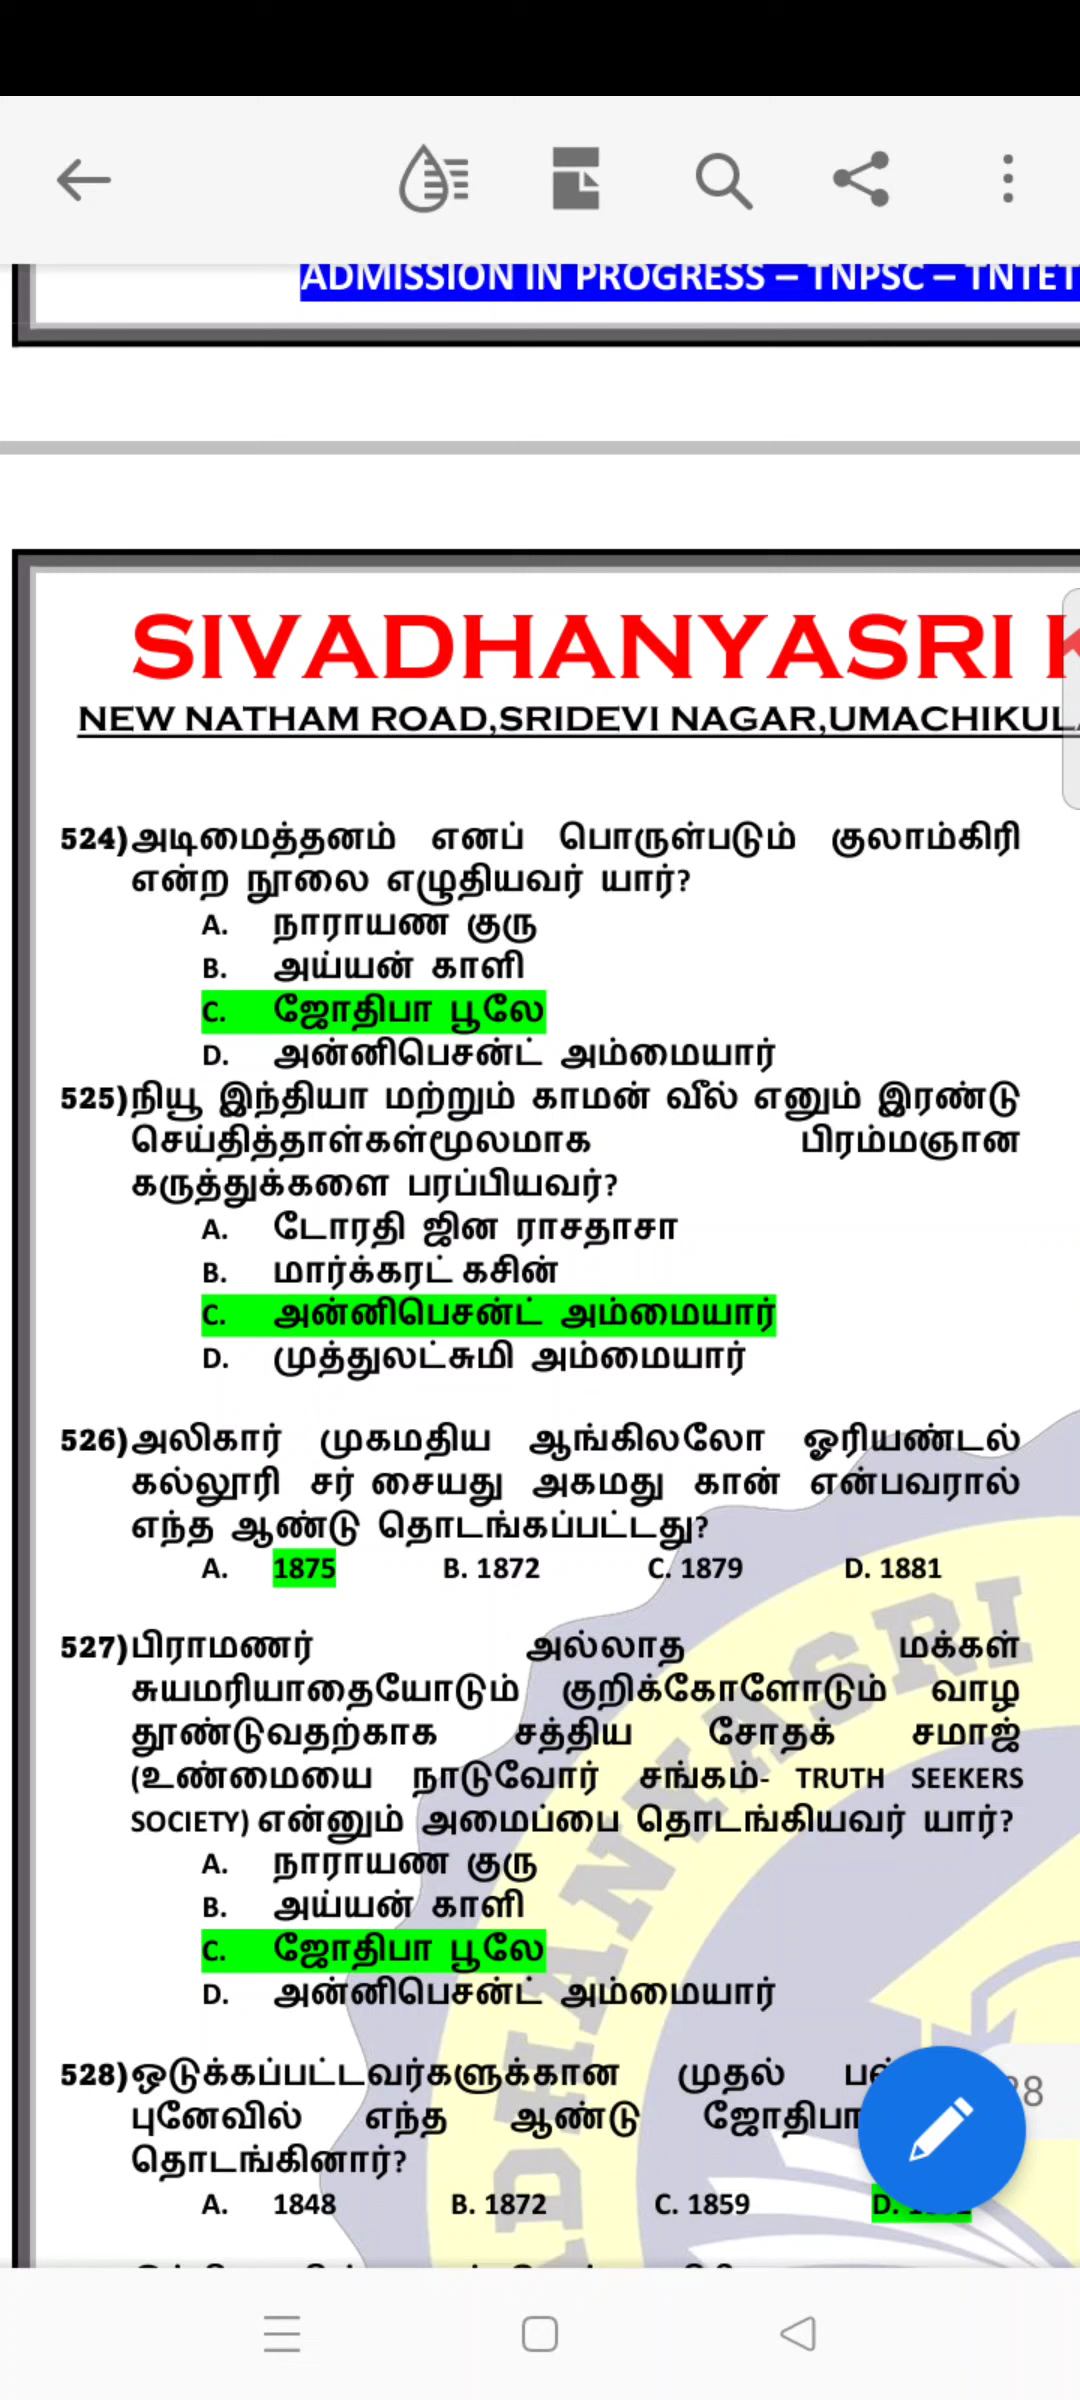 ADMISSION IN PROGRESS – TNPSC – TNTET
SIVADHANYASRI
NEW NATHAM ROAD,SRIDEVI NAGAR,UMACHIKUL
524)அடிமைத்தனம் எனப் பொருள்படும் குலாம்கிரி
என்ற நூலை எழுதியவர் யார்?
A. நாராயண குரு
B. அய்யன் காளி
C. ஜோதிபா பூலே
D. அன்னிபெசன்ட் அம்மையார்
525)நியூ இந்தியா மற்றும் காமன் வீல் எனும் இரண்டு
செய்தித்தாள்கள்மூலமாக பிரம்மஞான
கருத்துக்களை பரப்பியவர்?
A. டோரதி ஜின ராசதாசா
B. மார்க்கரட் கசின்
C. அன்னிபெசன்ட் அம்மையார்
D. முத்துலட்சுமி அம்மையார்
526)அலிகார் முகமதிய ஆங்கிலலோ ஓரியண்டல்
கல்லூரி சர் சையது அகமது கான் என்பவரால்
எந்த ஆண்டு தொடங்கப்பட்டது?
A. 1875 B. 1872 C. 1879 D. 1881
527)பிராமணர் அல்லாத மக்கள்
சுயமரியாதையோடும் குறிக்கோளோடும் வாழ
தூண்டுவதற்காக சத்திய சோதக் சமாஜ்
(உண்மையை நாடுவோர் சங்கம்- TRUTH SEEKERS
SOCIETY) என்னும் அமைப்பை தொடங்கியவர் யார்?
A. நாராயண குரு
B. அய்யன் காளி
C. ஜோதிபா பூலே
D. அன்னிபெசன்ட் அம்மையார்
528)ஒடுக்கப்பட்டவர்களுக்கான முதல்
புனேவில் எந்த ஆண்டு ஜோதிபா
தொடங்கினார்?
A. 1848 B. 1872 C. 1859 D.